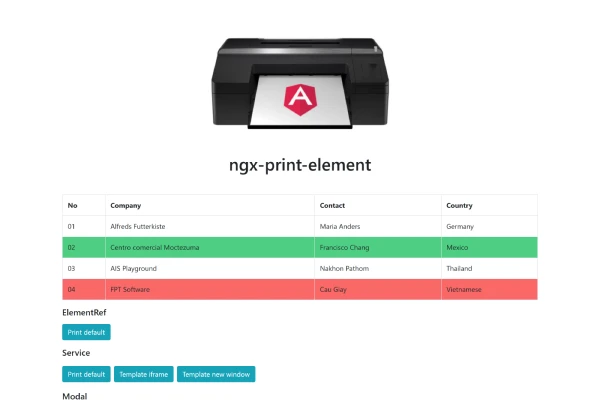 A
ngx-print-element
No Company Contact Country
01 Alfreds Futterkiste Maria Anders Germany
02 Centro comercial Moctezuma Francisco Chang Mexico
03 AIS Playground Nakhon Pathom Thailand
04 FPT Software Cau Giay Vietnamese
ElementRef
Print default
Service
Print default Template iframe Template new window
Modal